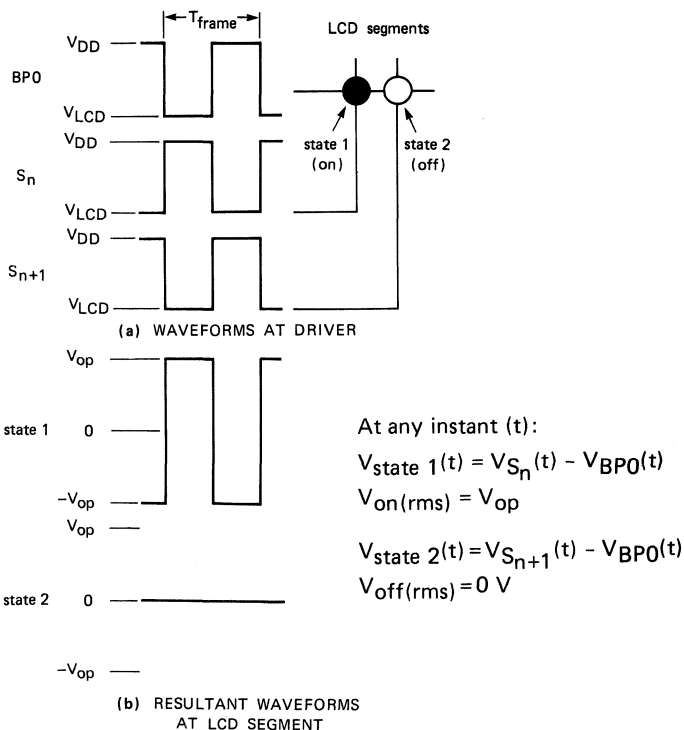 T_frame
LCD segments
V_DD
BP0
V_LCD
V_DD
state 1
(on)
state 2
(off)
S_n
V_LCD
V_DD
S_n+1
V_LCD
(a) WAVEFORMS AT DRIVER
V_op
state 1 0
-V_op
V_op
state 2 0
-V_op
(b) RESULTANT WAVEFORMS
AT LCD SEGMENT
At any instant (t):
V_state 1(t) = V_S_n(t) - V_BP0(t)
V_on(rms) = V_op
V_state 2(t) = V_S_n+1(t) - V_BP0(t)
V_off(rms) = 0 V